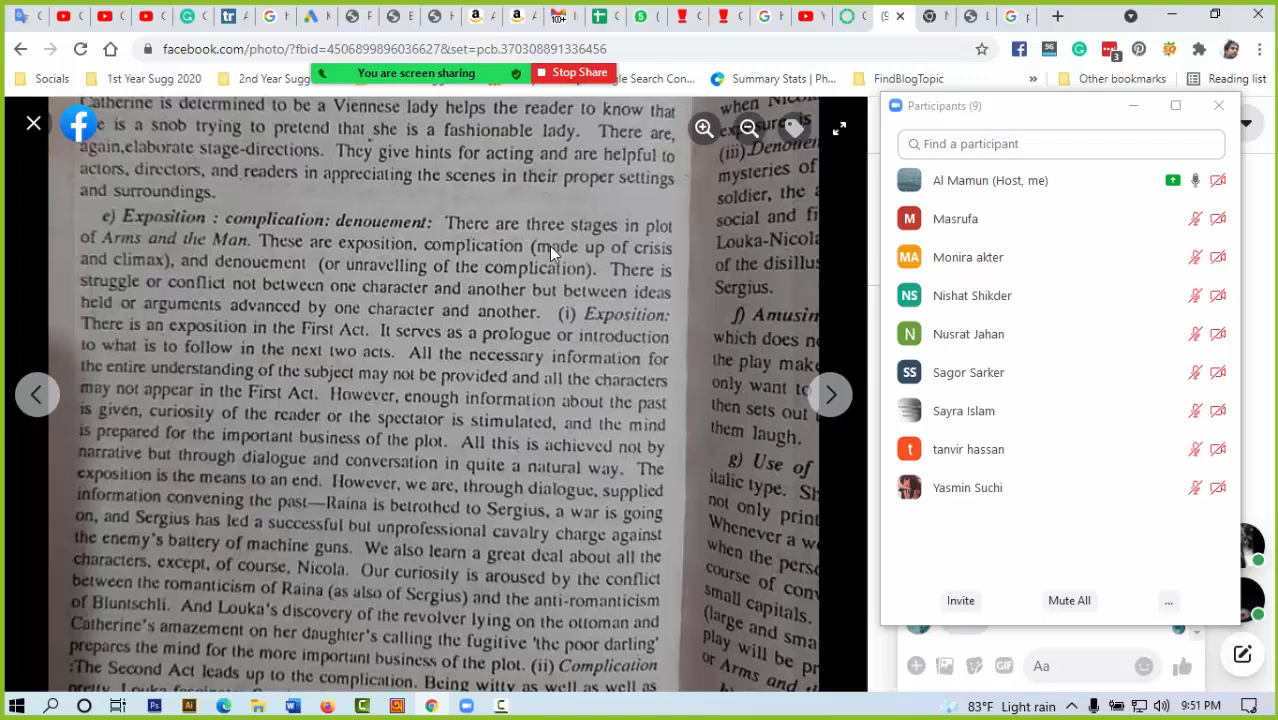 facebook.com/photo/?fbid=4506899896036627&set=pcb.370308891336456
Socials
1st Year Sugg 2020
2nd Year Sugg
You are screen sharing
Stop Share
gle Search Con...
Summary Stats | Ph...
FindBlogTopic
Other bookmarks
Reading list
Catherine is determined to be a Viennese lady helps the reader to know that
e is a snob trying to pretend that she is a fashionable lady. There are,
again,elaborate stage-directions. They give hints for acting and are helpful to
actors, directors, and readers in appreciating the scenes in their proper settings
and surroundings.
e) Exposition : complication: denouement: There are three stages in plot
of Arms and the Man. These are exposition, complication (made up of crisis
and climax), and denouement (or unravelling of the complication). There is
struggle or conflict not between one character and another but between ideas
held or arguments advanced by one character and another. (i) Exposition:
There is an exposition in the First Act. It serves as a prologue or introduction
to what is to follow in the next two acts. All the necessary information for
the entire understanding of the subject may not be provided and all the characters
may not appear in the First Act. However, enough information about the past
is given, curiosity of the reader or the spectator is stimulated, and the mind
is prepared for the important business of the plot. All this is achieved not by
narrative but through dialogue and conversation in quite a natural way. The
exposition is the means to an end. However, we are, through dialogue, supplied
information convening the past—Raina is betrothed to Sergius, a war is going
on, and Sergius has led a successful but unprofessional cavalry charge against
the enemy's battery of machine guns. We also learn a great deal about all the
characters, except, of course, Nicola. Our curiosity is aroused by the conflict
between the romanticism of Raina (as also of Sergius) and the anti-romanticism
of Bluntschli. And Louka's discovery of the revolver lying on the ottoman and
Catherine's amazement on her daughter's calling the fugitive 'the poor darling'
prepares the mind for the more important business of the plot. (ii) Complication
:The Second Act leads up to the complication. Being witty as well as well as
when Nico
exposure is
(iii).Denouen
mysteries of
soldier, the a
social and fi
Louka-Nicola
of the disillus
Sergius.
f) Amusin
which does no
the play make
only want to
then sets out
them laugh.
g) Use of
italic type. Sh
not only print
Whenever a wo
when the perso
course of conv
small capitals.
(large and sma
play will be pr
or Arms and t
Participants (9)
Find a participant
Al Mamun (Host, me)
M Masrufa
MA Monira akter
NS Nishat Shikder
N Nusrat Jahan
SS Sagor Sarker
Sayra Islam
t tanvir hassan
Yasmin Suchi
Invite
Mute All
...
GIF
Aa
83°F Light rain
9:51 PM